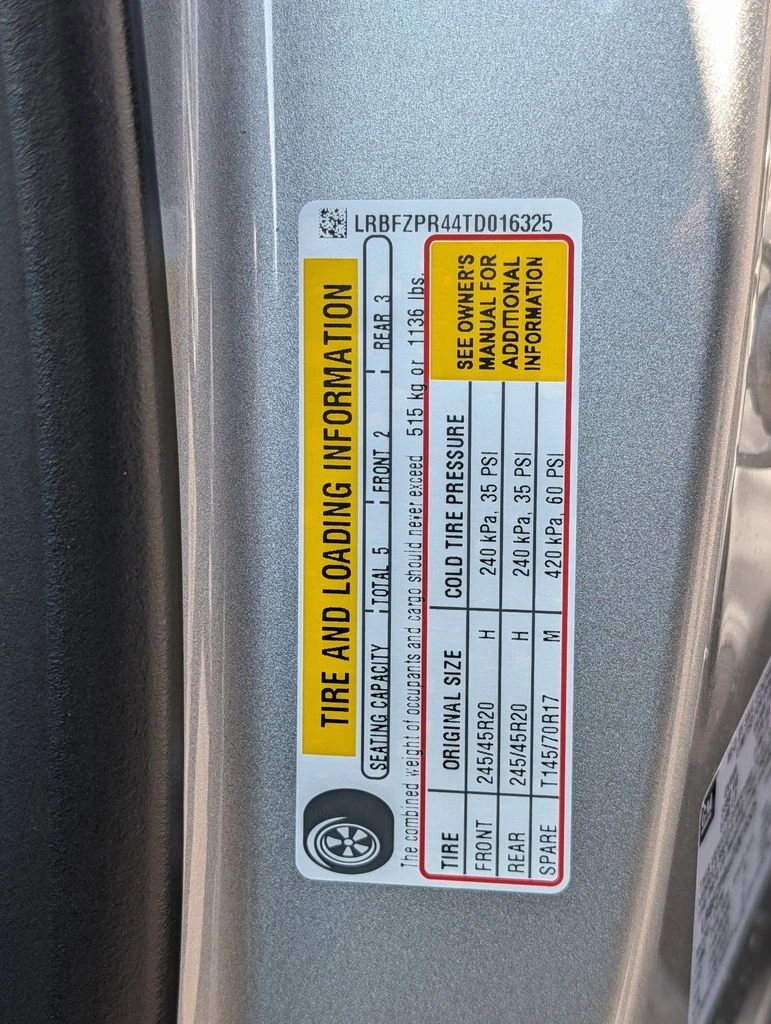 LRBFZPR44TD016325
TIRE AND LOADING INFORMATION
SEATING CAPACITY TOTAL 5 FRONT 2 REAR 3
The combined weight of occupants and cargo should never exceed 515 kg or 1136 lbs.
TIRE ORIGINAL SIZE COLD TIRE PRESSURE
FRONT 245/45R20 H 240 kPa, 35 PSI
REAR 245/45R20 H 240 kPa, 35 PSI
SPARE T145/70R17 M 420 kPa, 60 PSI
SEE OWNER'S
MANUAL FOR
ADDITIONAL
INFORMATION
GM